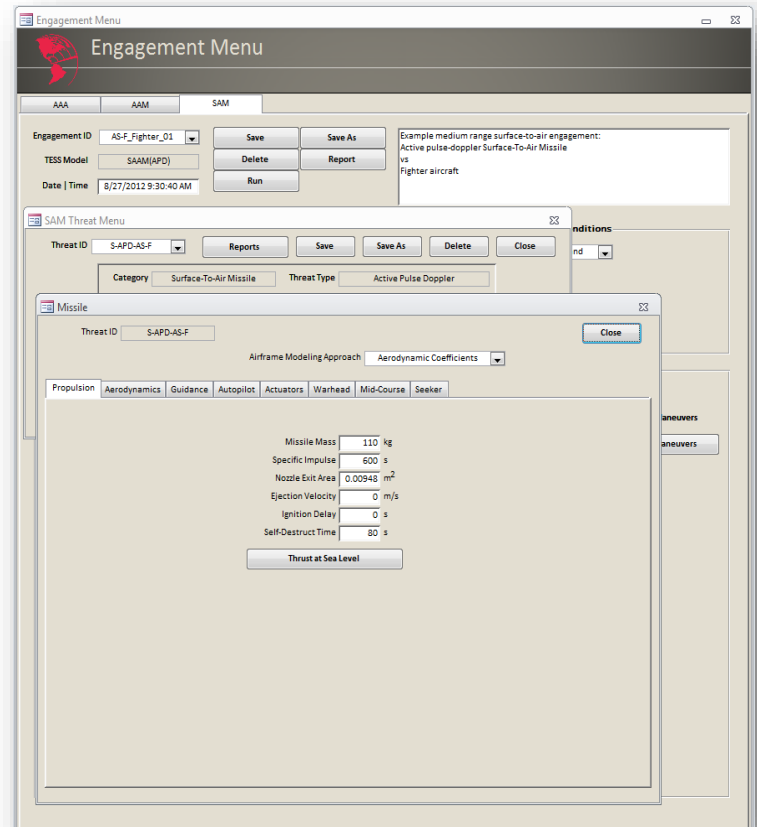 Engagement Menu
Engagement Menu
AAA AAM SAM
Engagement ID AS-F_Fighter_01 Save Save As
TESS Model SAAM(APD) Delete Report
Date | Time 8/27/2012 9:30:40 AM Run
Example medium range surface-to-air engagement:
Active pulse-doppler Surface-To-Air Missile
vs
Fighter aircraft
nditions
nd
SAM Threat Menu
Threat ID S-APD-AS-F Reports Save Save As Delete Close
Category Surface-To-Air Missile Threat Type Active Pulse Doppler
Missile
Threat ID S-APD-AS-F Close
Airframe Modeling Approach Aerodynamic Coefficients
Propulsion Aerodynamics Guidance Autopilot Actuators Warhead Mid-Course Seeker
Missile Mass 110 kg
Specific Impulse 600 s
Nozzle Exit Area 0.00948 m2
Ejection Velocity 0 m/s
Ignition Delay 0 s
Self-Destruct Time 80 s
Thrust at Sea Level
aneuvers
aneuvers